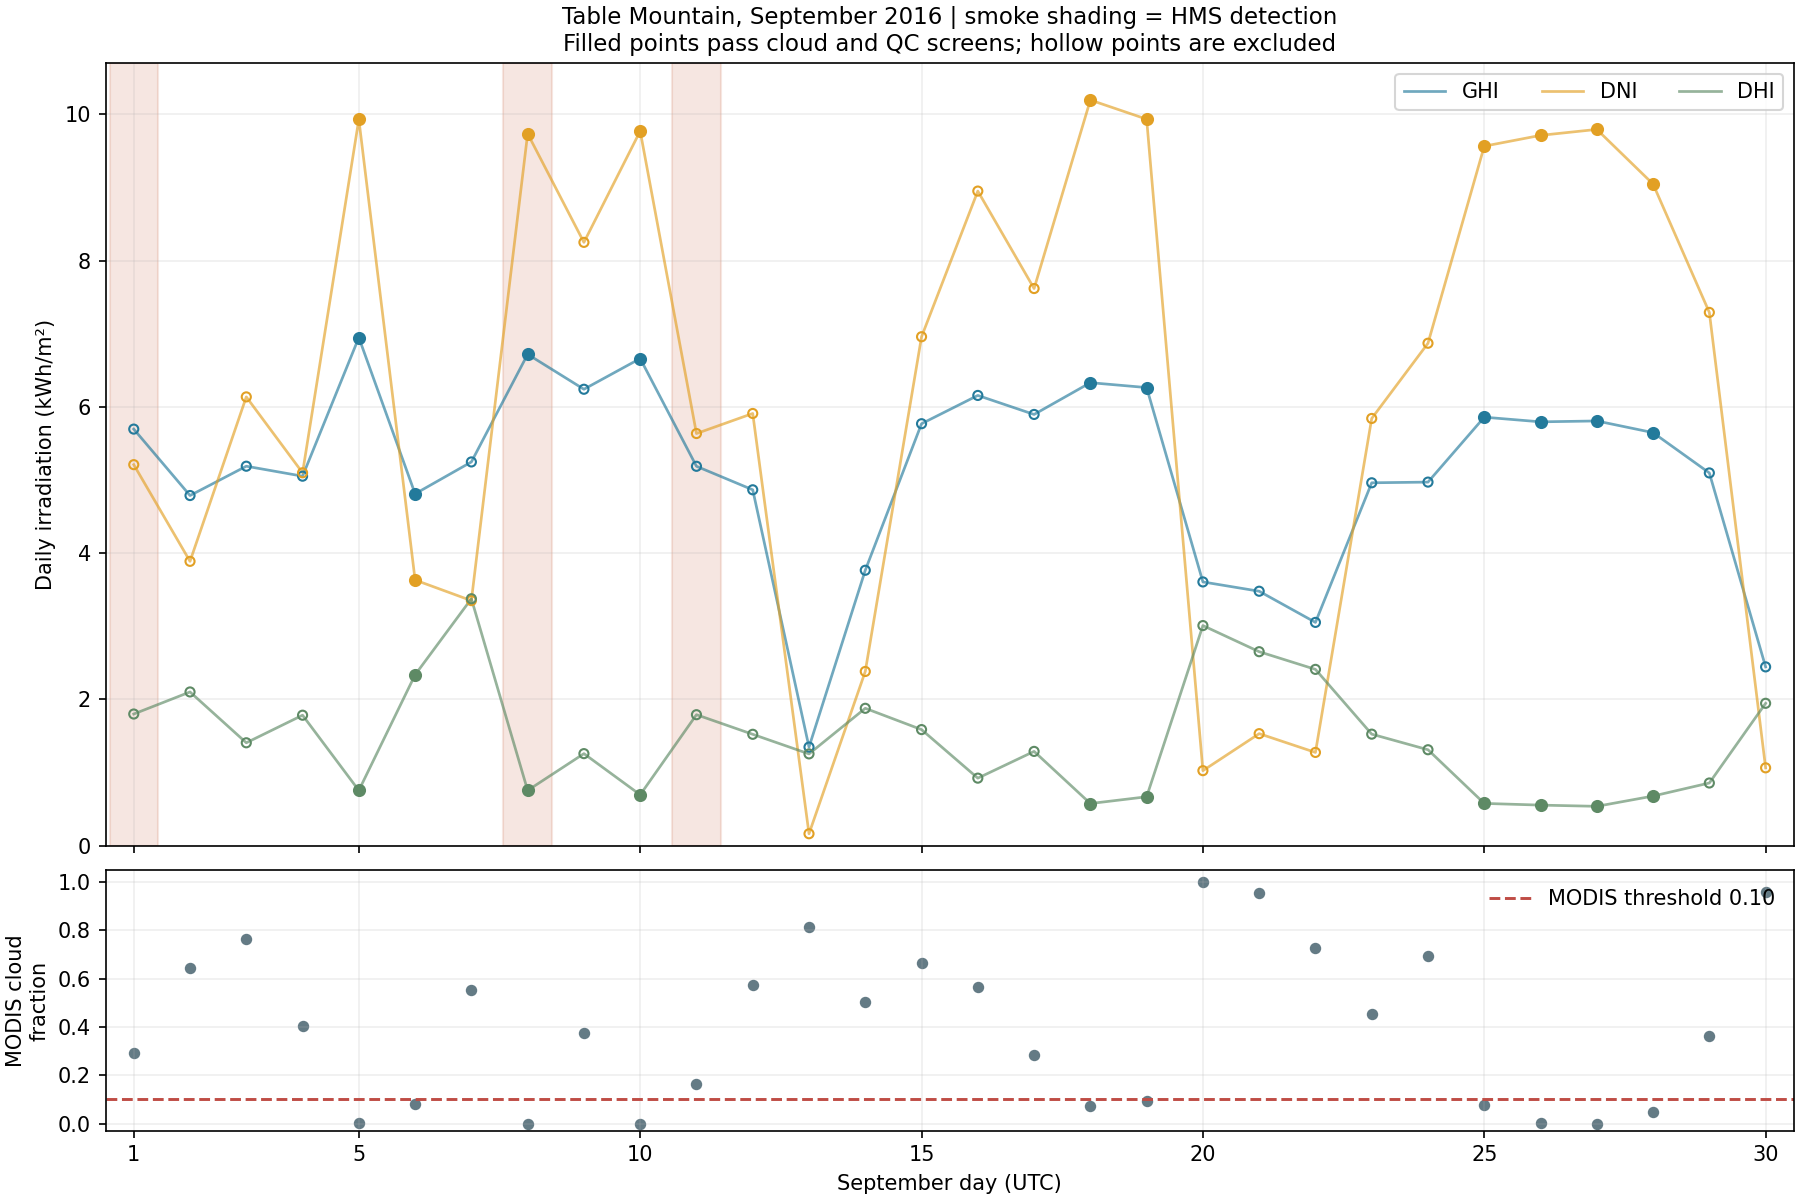 Table Mountain, September 2016 | smoke shading = HMS detection
Filled points pass cloud and QC screens; hollow points are excluded
GHI DNI DHI
10
8
6
4
2
0
Daily irradiation (kWh/m²)
MODIS threshold 0.10
1.0
0.8
0.6
0.4
0.2
0.0
MODIS cloud
fraction
1 5 10 15 20 25 30
September day (UTC)